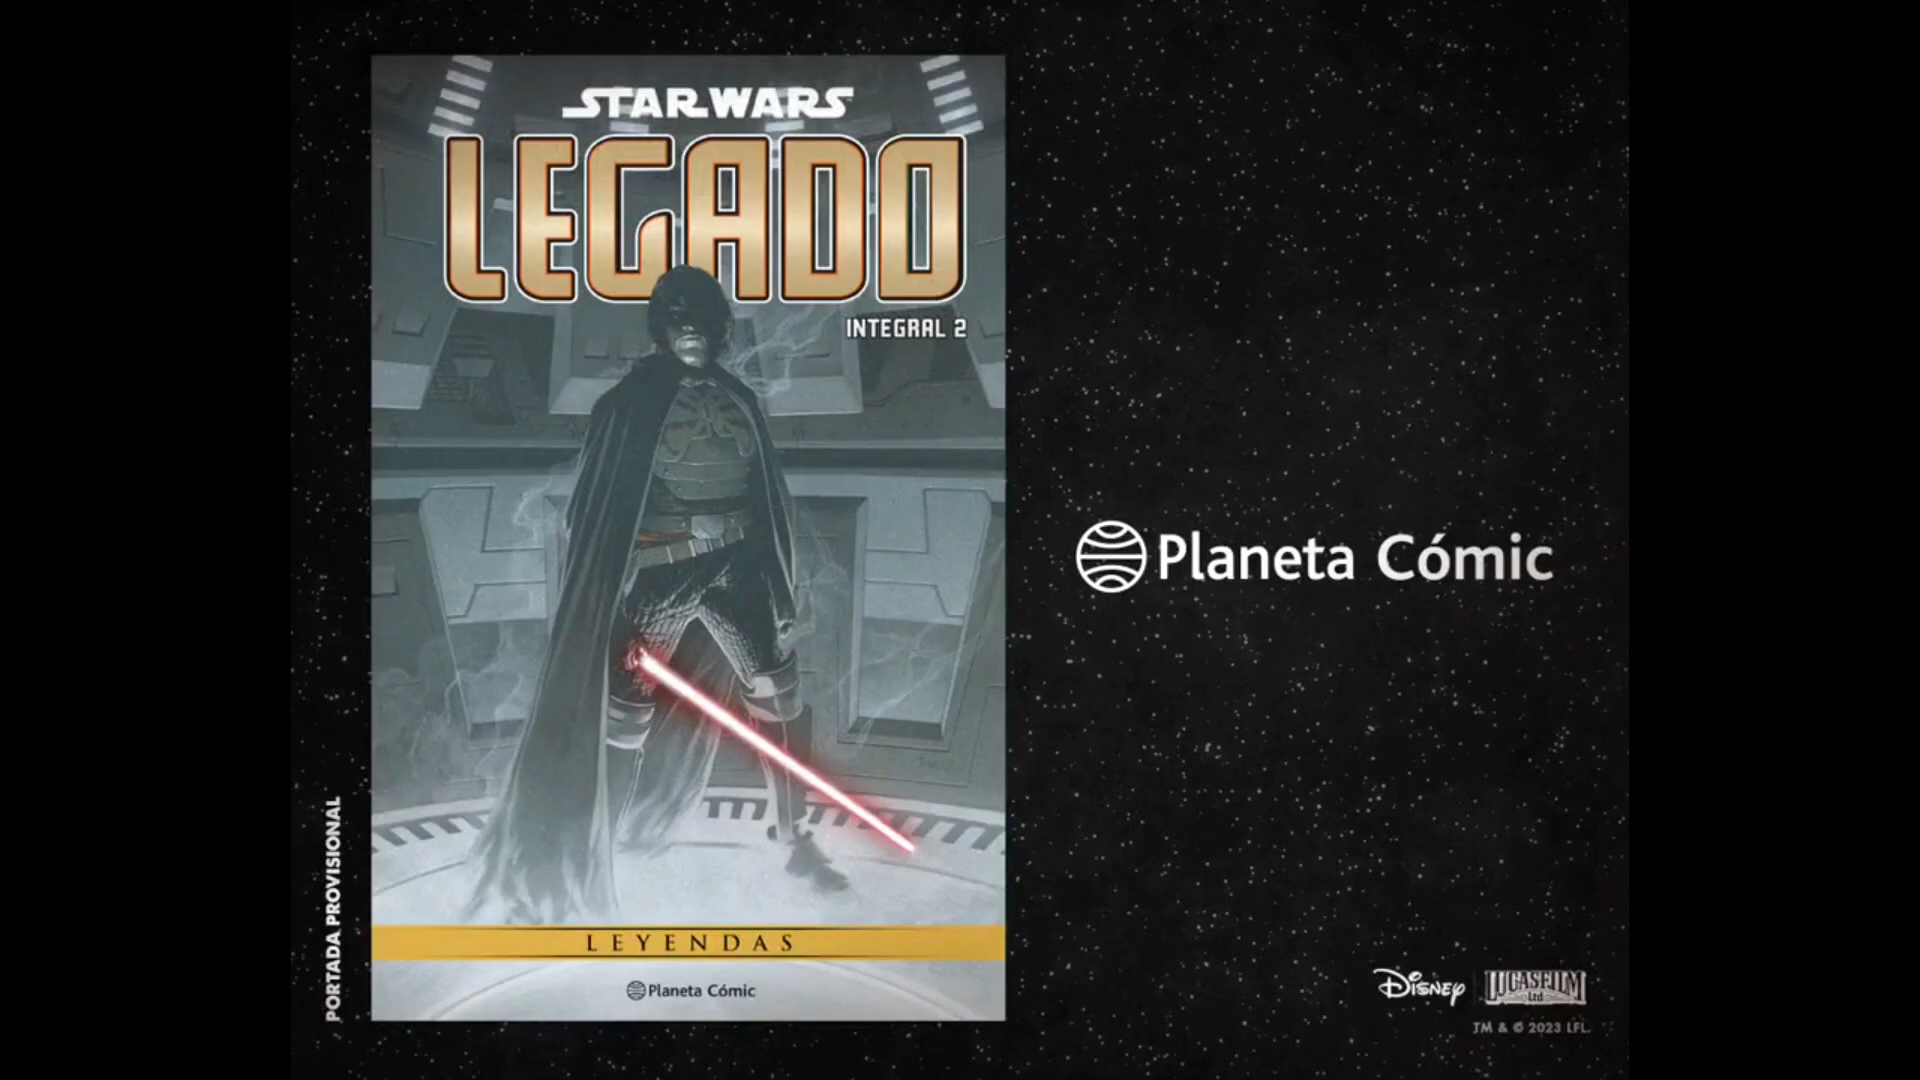 STAR WARS
LEGADO
INTEGRAL 2
LEYENDAS
Planeta Cómic
PORTADA PROVISIONAL
Planeta Cómic
DISNEY
LUCASFILM
Ltd
TM & © 2023 LFL.